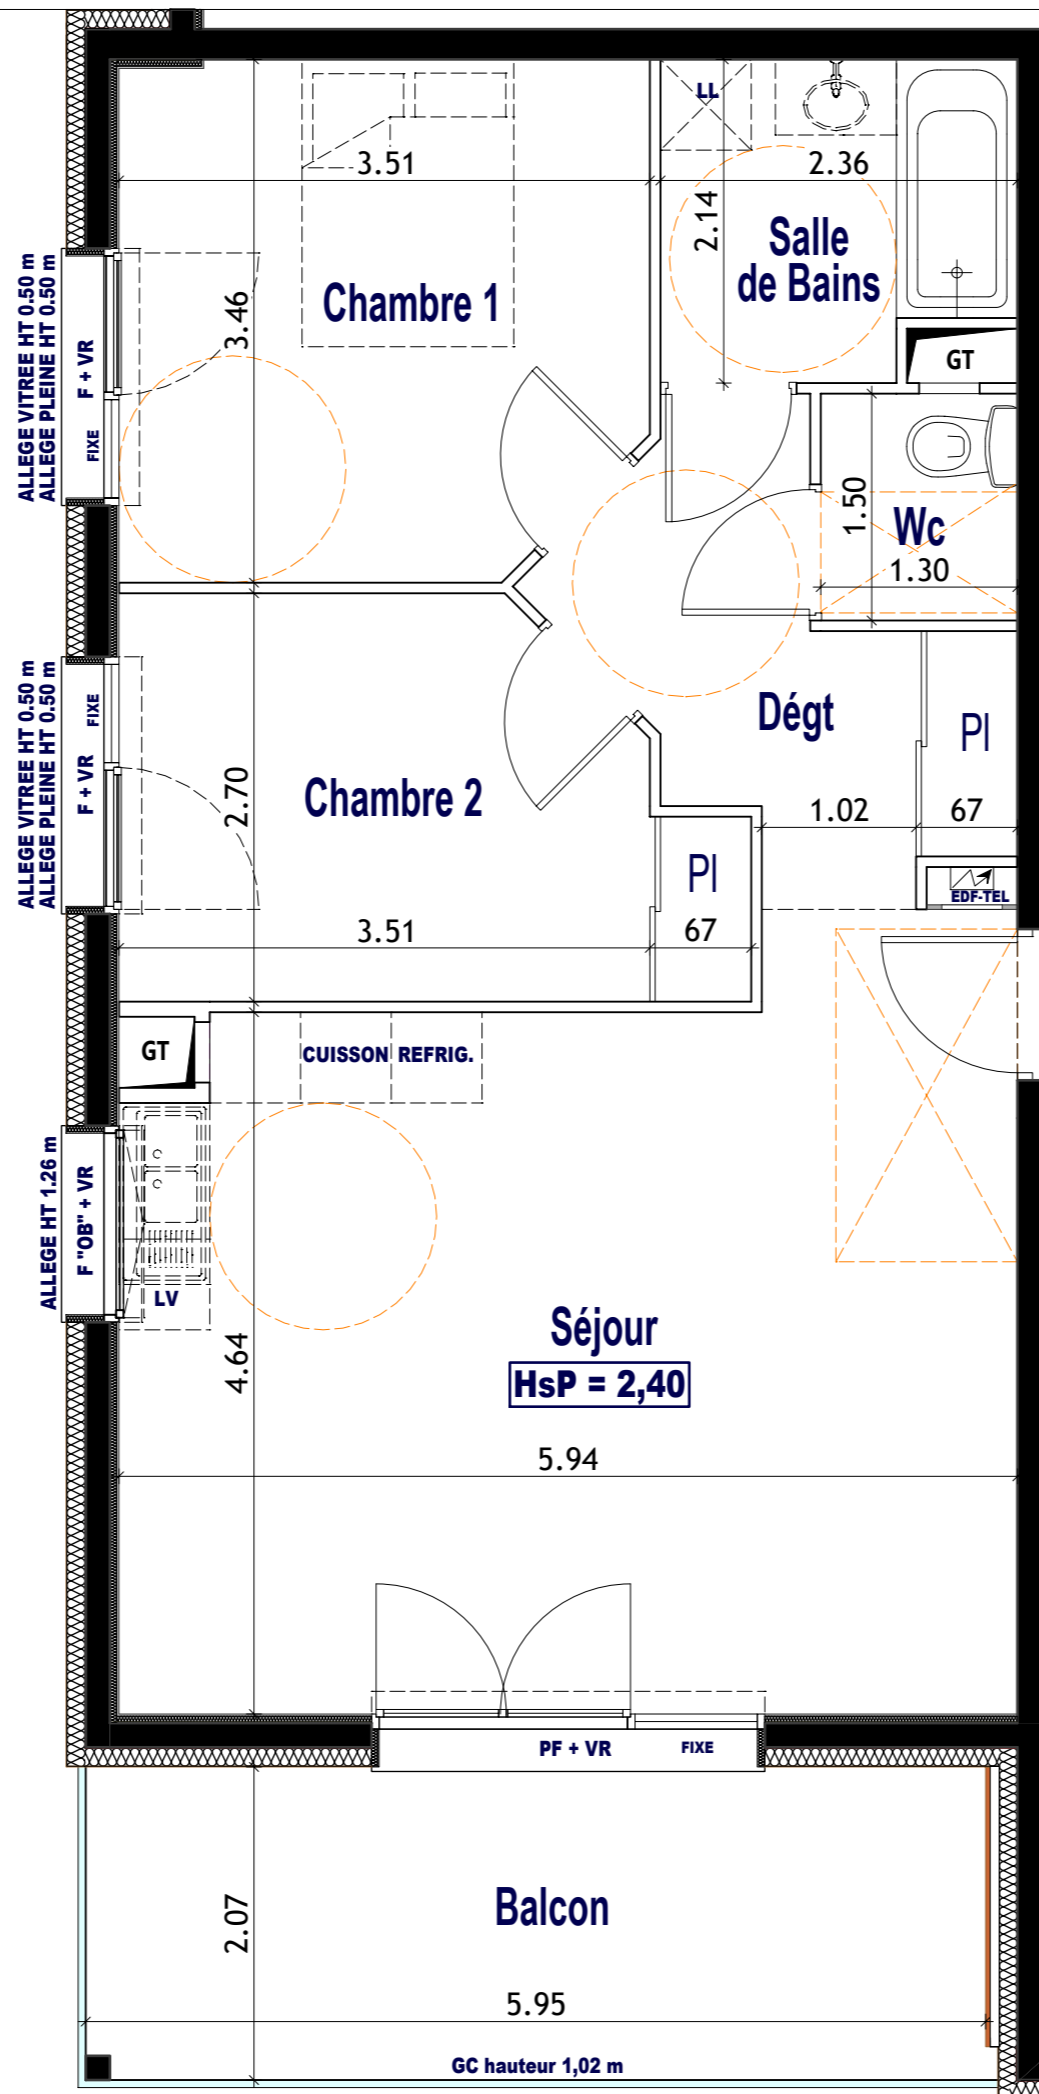 LL
3.51
2.36
2.14
Salle
de Bains
Chambre 1
3.46
ALLEGE VITREE HT 0.50 m
ALLEGE PLEINE HT 0.50 m
F + VR
FIXE
GT
1.50
Wc
1.30
ALLEGE VITREE HT 0.50 m
ALLEGE PLEINE HT 0.50 m
FIXE
F + VR
Dégt
Pl
Chambre 2
2.70
1.02
67
Pl
EDF-TEL
3.51
67
GT
CUISSON
REFRIG.
ALLEGE HT 1.26 m
F "OB" + VR
LV
Séjour
HsP = 2,40
4.64
5.94
PF + VR
FIXE
Balcon
2.07
5.95
GC hauteur 1,02 m